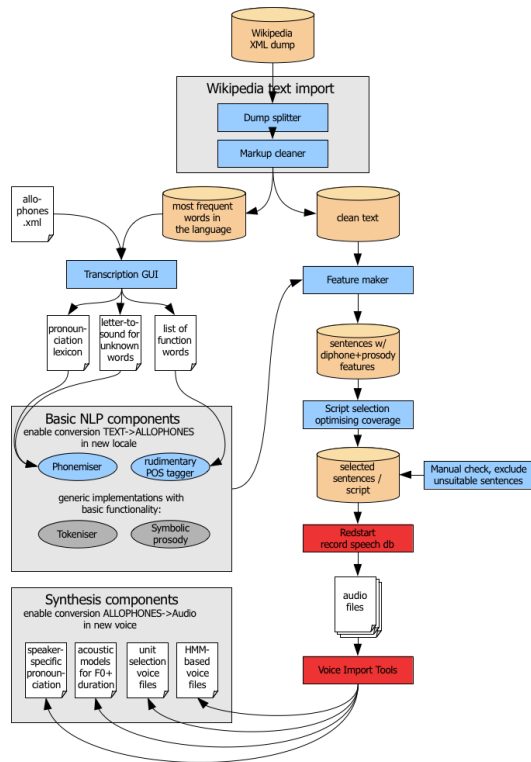 Wikipedia
XML dump
Wikipedia text import
Dump splitter
Markup cleaner
allo-
phones
.xml
most frequent
words in
the language
clean text
Transcription GUI
Feature maker
pronoun-
ciation
lexicon
letter-to-
sound for
unknown
words
list of
function
words
sentences w/
diphone+prosody
features
Script selection
optimising coverage
Basic NLP components
enable conversion TEXT->ALLOPHONES
in new locale
Phonemiser
rudimentary
POS tagger
generic implementations with
basic functionality:
Tokeniser
Symbolic
prosody
selected
sentences /
script
Manual check, exclude
unsuitable sentences
Redstart
record speech db
audio
files
Synthesis components
enable conversion ALLOPHONES->Audio
in new voice
speaker-
specific
pronoun-
ciation
acoustic
models
for F0+
duration
unit
selection
voice
files
HMM-
based
voice
files
Voice Import Tools